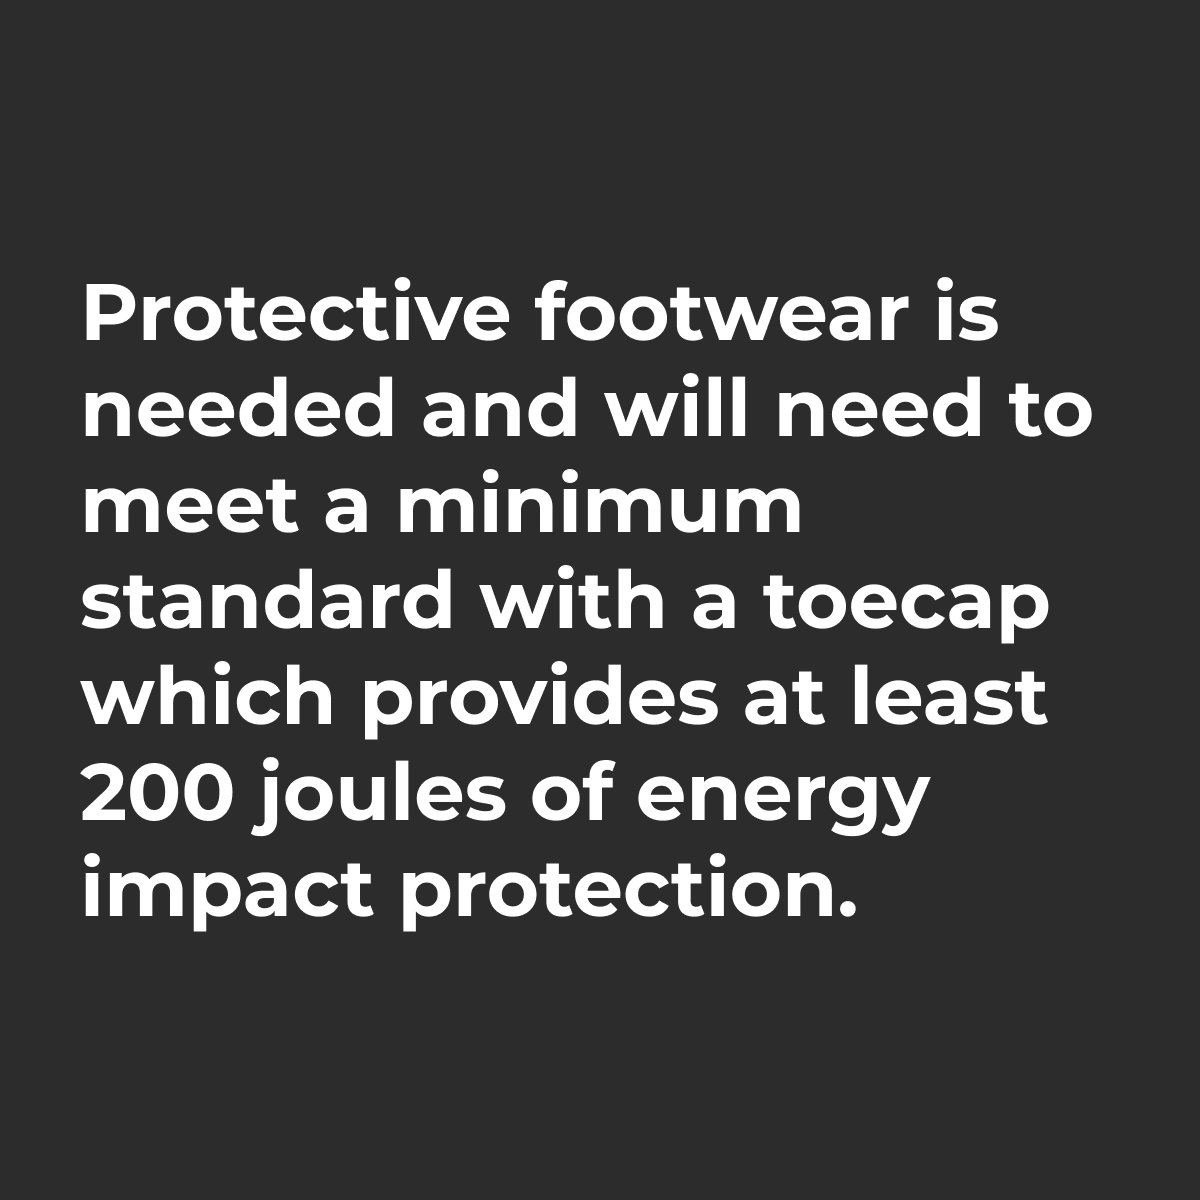 Protective footwear is
needed and will need to
meet a minimum
standard with a toecap
which provides at least
200 joules of energy
impact protection.